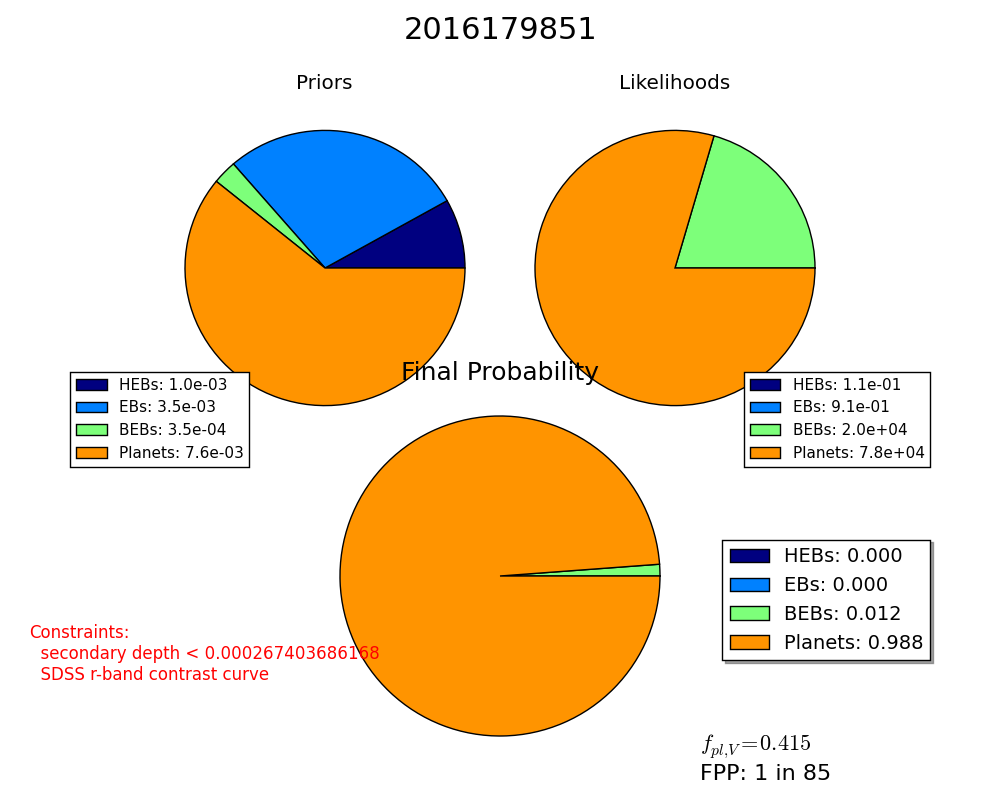 2016179851
Priors
Likelihoods
HEBs: 1.0e-03
EBs: 3.5e-03
BEBs: 3.5e-04
Planets: 7.6e-03
HEBs: 1.1e-01
EBs: 9.1e-01
BEBs: 2.0e+04
Planets: 7.8e+04
Final Probability
HEBs: 0.000
EBs: 0.000
BEBs: 0.012
Planets: 0.988
Constraints:
secondary depth < 0.000267403686168
SDSS r-band contrast curve
f_{pl,V} = 0.415
FPP: 1 in 85